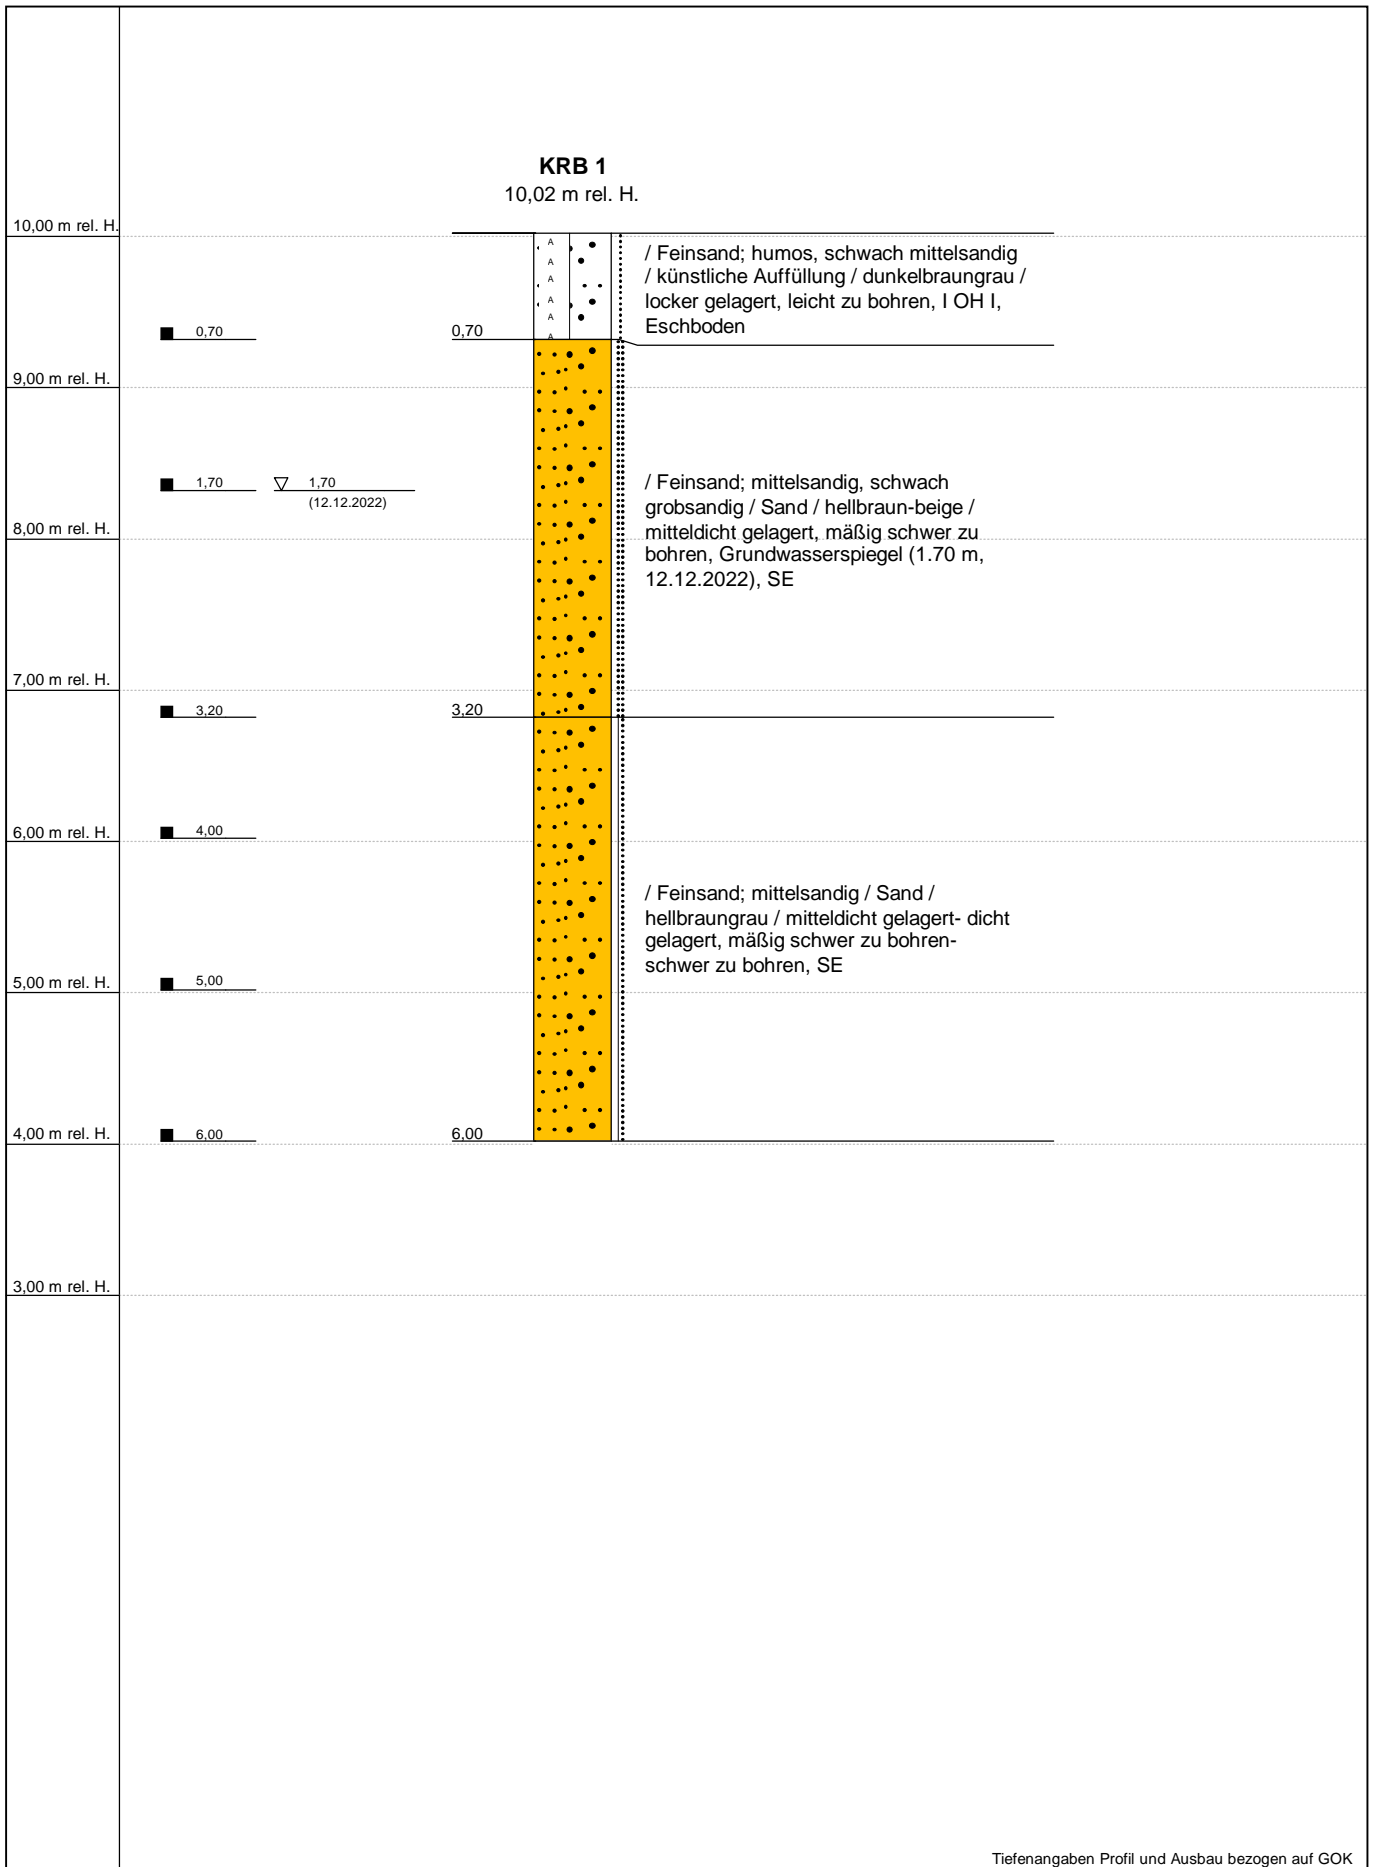 KRB 1
10,02 m rel. H.
10,00 m rel. H.
A
A
A
A
A
A
/ Feinsand; humos, schwach mittelsandig
/ künstliche Auffüllung / dunkelbraungrau /
locker gelagert, leicht zu bohren, I OH I,
Eschboden
0,70
0,70
9,00 m rel. H.
1,70
1,70
(12.12.2022)
/ Feinsand; mittelsandig, schwach
grobsandig / Sand / hellbraun-beige /
mitteldicht gelagert, mäßig schwer zu
bohren, Grundwasserspiegel (1.70 m,
12.12.2022), SE
8,00 m rel. H.
7,00 m rel. H.
3,20
3,20
6,00 m rel. H.
4,00
/ Feinsand; mittelsandig / Sand /
hellbraungrau / mitteldicht gelagert- dicht
gelagert, mäßig schwer zu bohren-
schwer zu bohren, SE
5,00 m rel. H.
5,00
4,00 m rel. H.
6,00
6,00
3,00 m rel. H.
Tiefenangaben Profil und Ausbau bezogen auf GOK